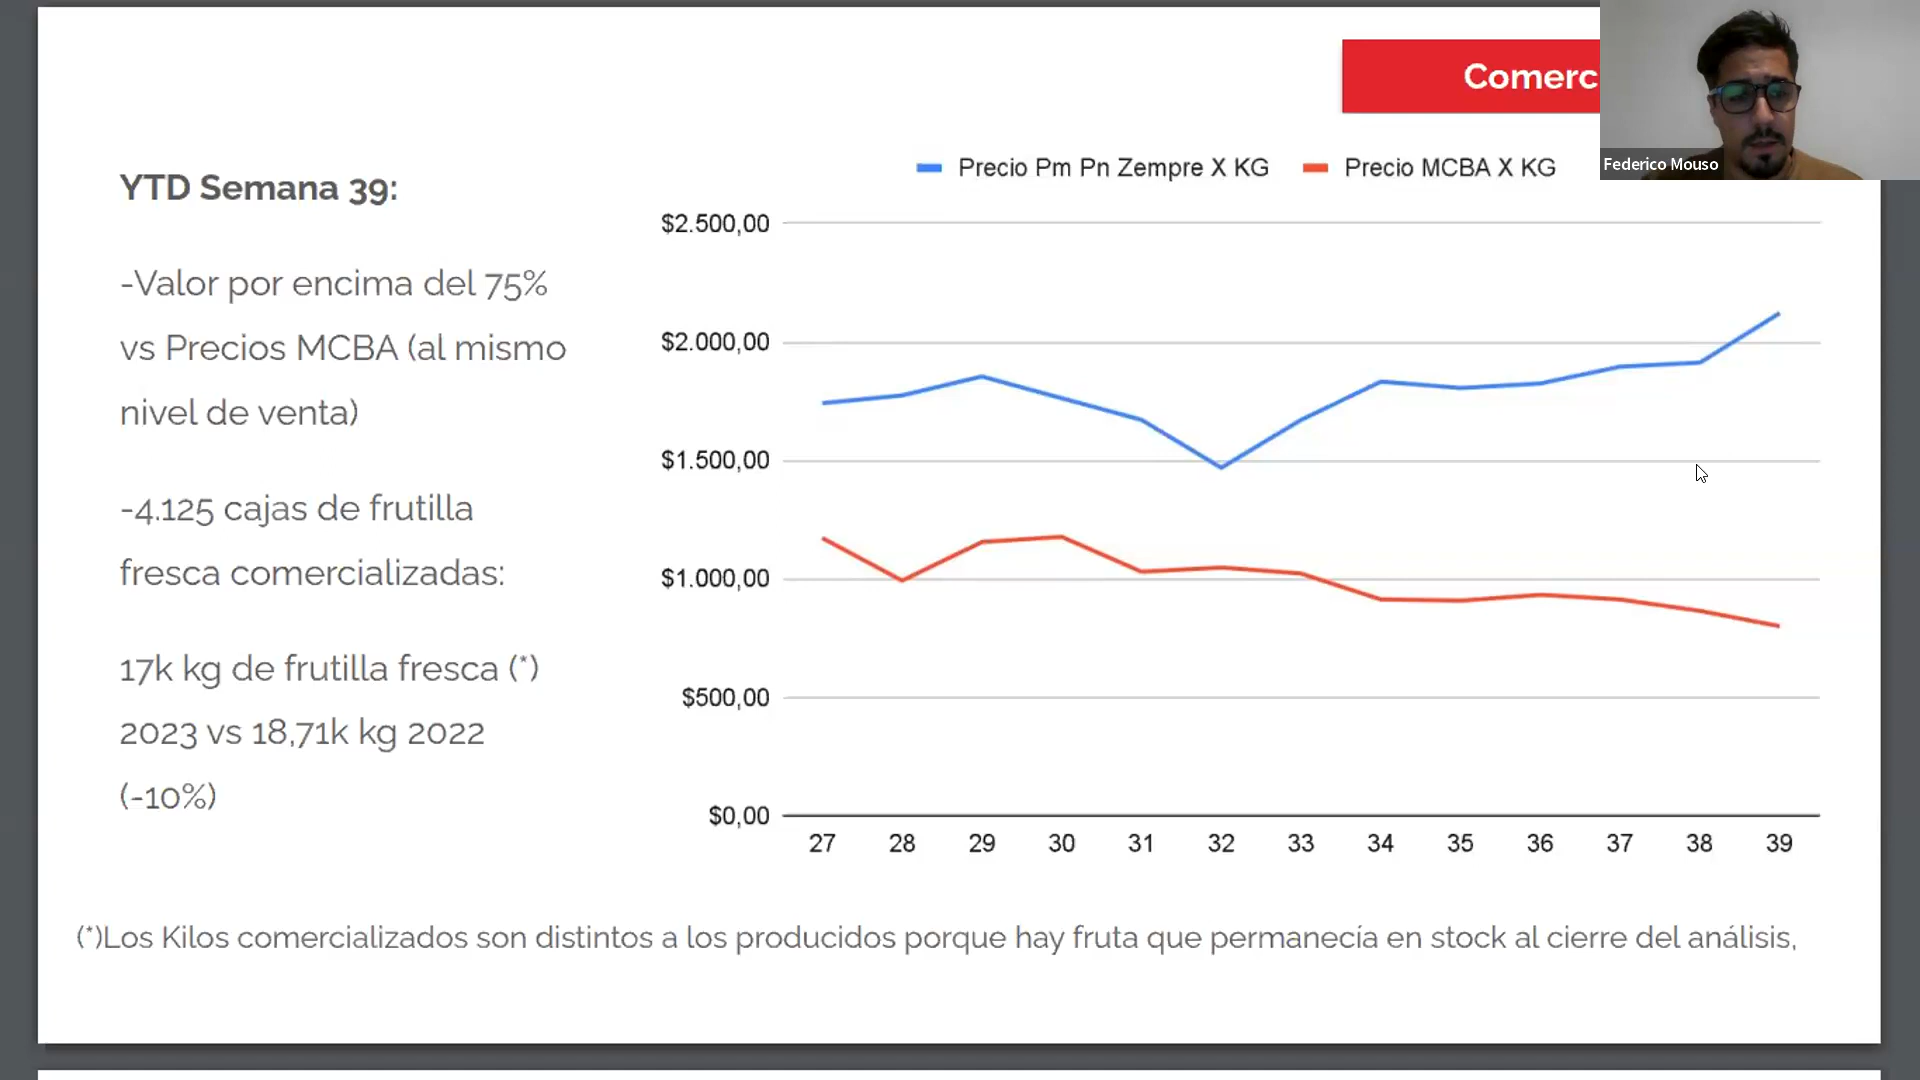 Comerc
Federico Mouso
Precio Pm Pn Zempre X KG
Precio MCBA X KG
YTD Semana 39:
-Valor por encima del 75%
vs Precios MCBA (al mismo
nivel de venta)
-4.125 cajas de frutilla
fresca comercializadas:
17k kg de frutilla fresca (*)
2023 vs 18,71k kg 2022
(-10%)
$2.500,00
$2.000,00
$1.500,00
$1.000,00
$500,00
$0,00
27 28 29 30 31 32 33 34 35 36 37 38 39
(*)Los Kilos comercializados son distintos a los producidos porque hay fruta que permanecía en stock al cierre del análisis,